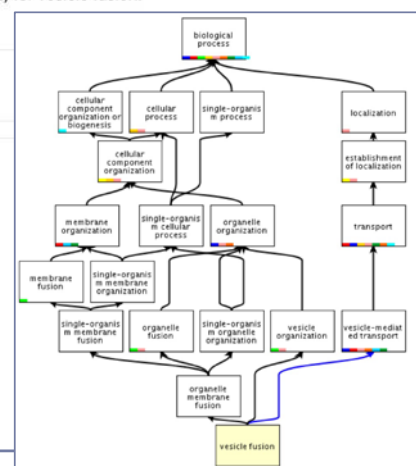 biological
process
cellular
component
organization or
biogenesis
cellular
process
single-organis
m process
localization
cellular
component
organization
establishment
of localization
membrane
organization
single-organis
m cellular
process
organelle
organization
transport
membrane
fusion
single-organis
m membrane
organization
single-organis
m membrane
fusion
organelle
fusion
single-organis
m organelle
organization
vesicle
organization
vesicle-mediat
ed transport
organelle
membrane
fusion
vesicle fusion